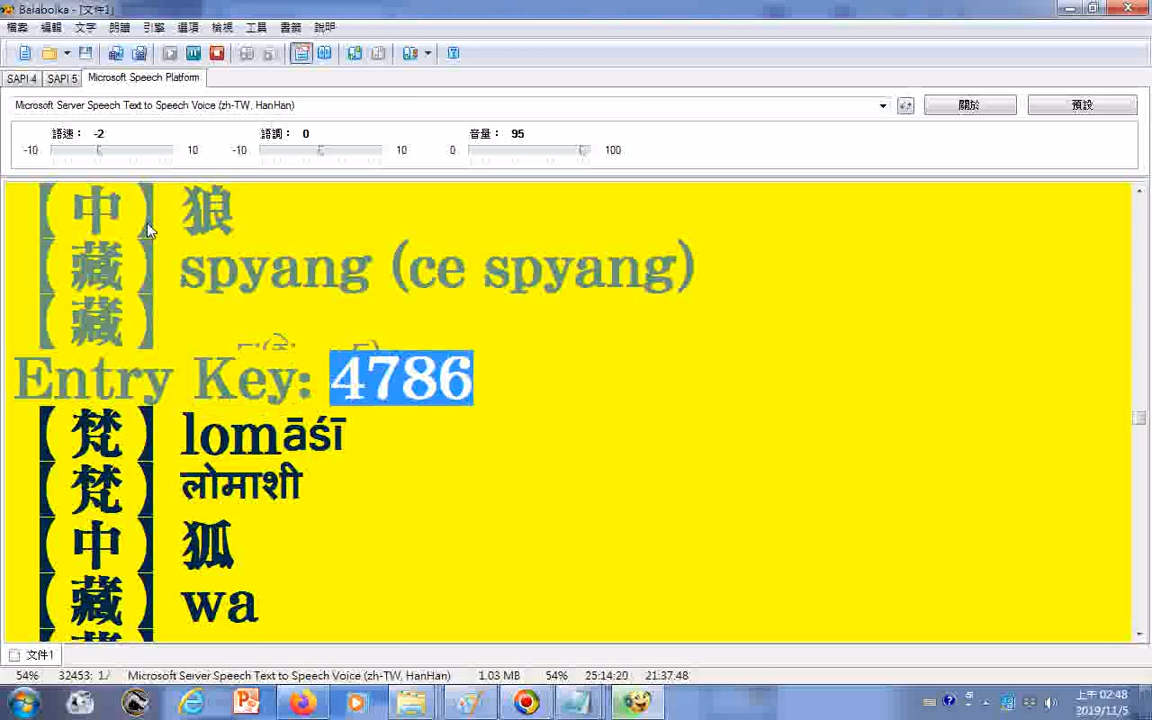 Balabolka - [文件1]
檔案 編輯 文字 朗讀 引擎 選項 檢視 工具 書籤 說明
SAPI 4 SAPI 5 Microsoft Speech Platform
Microsoft Server Speech Text to Speech Voice (zh-TW, HanHan) 關於 預設
語速: -2 語調: 0 音量: 95
-10 10 -10 10 0 100
【中】 狼
【藏】 spyang (ce spyang)
【藏】
Entry Key: 4786
【梵】 lomāśī
【梵】 लोमाशी
【中】 狐
【藏】 wa
文件1
54% 32453: 1/ Microsoft Server Speech Text to Speech Voice (zh-TW, HanHan) 1.03 MB 54% 25:14:20 21:37:48
上午 02:48
2019/11/5